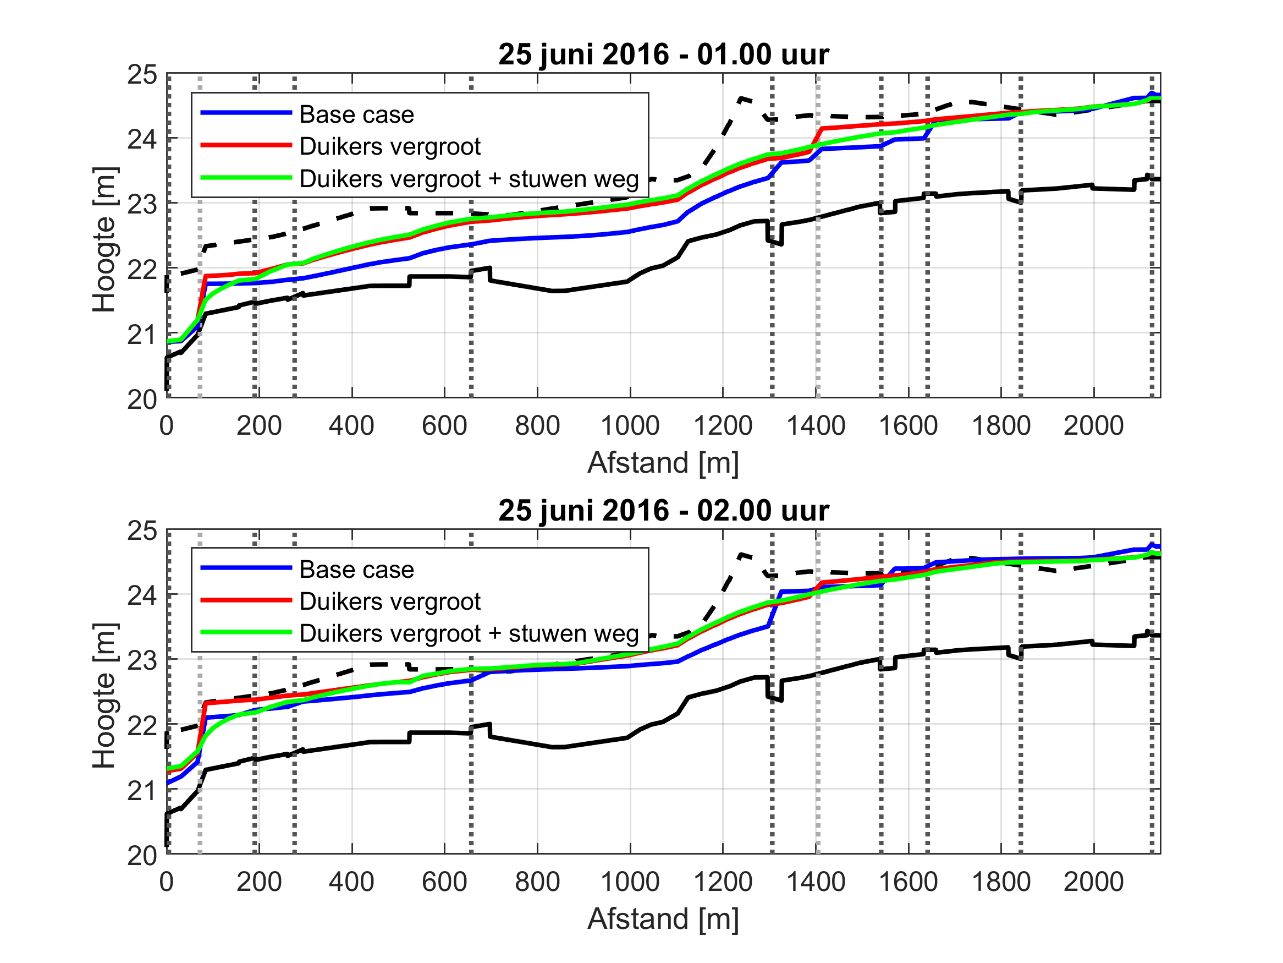 25 juni 2016 - 01.00 uur
25
24
23
22
21
20
Hoogte [m]
Base case
Duikers vergroot
Duikers vergroot + stuwen weg
0 200 400 600 800 1000 1200 1400 1600 1800 2000
Afstand [m]
25 juni 2016 - 02.00 uur
25
24
23
22
21
20
Hoogte [m]
Base case
Duikers vergroot
Duikers vergroot + stuwen weg
0 200 400 600 800 1000 1200 1400 1600 1800 2000
Afstand [m]